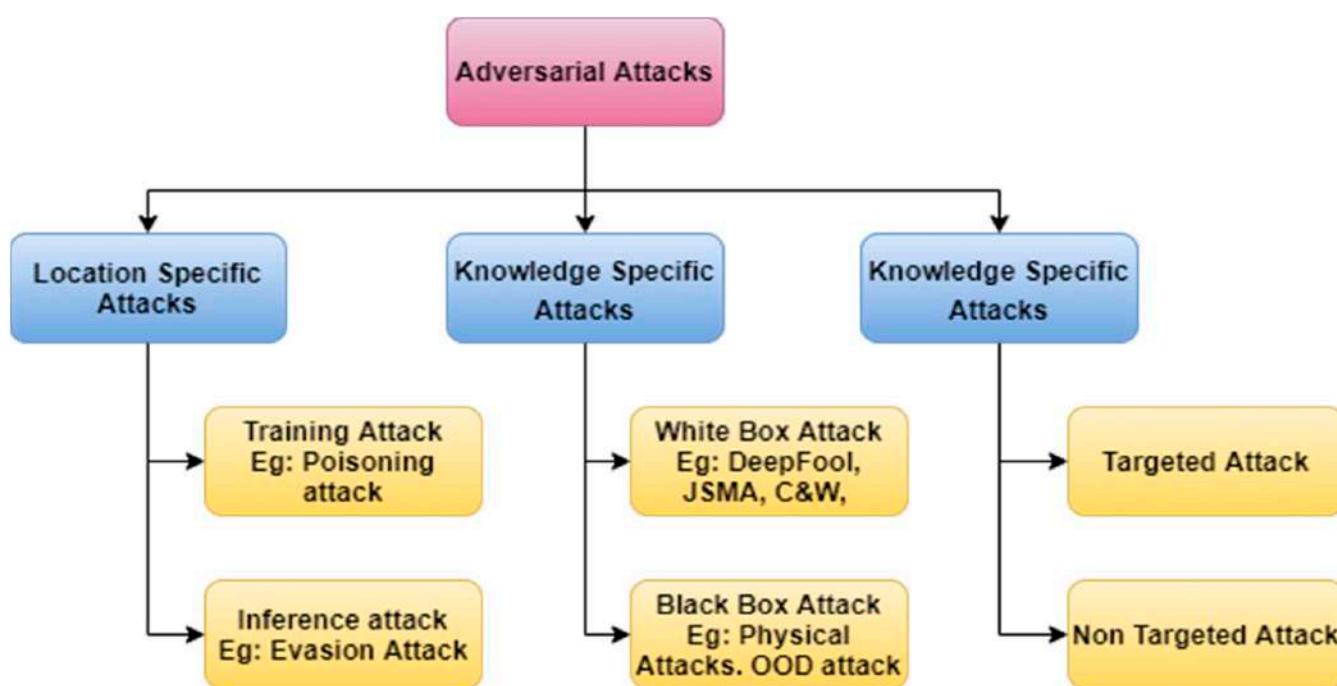 Adversarial Attacks
Location Specific
Attacks
Knowledge Specific
Attacks
Knowledge Specific
Attacks
Training Attack
Eg: Poisoning
attack
White Box Attack
Eg: DeepFool,
JSMA, C&W,
Targeted Attack
Inference attack
Eg: Evasion Attack
Black Box Attack
Eg: Physical
Attacks. OOD attack
Non Targeted Attack